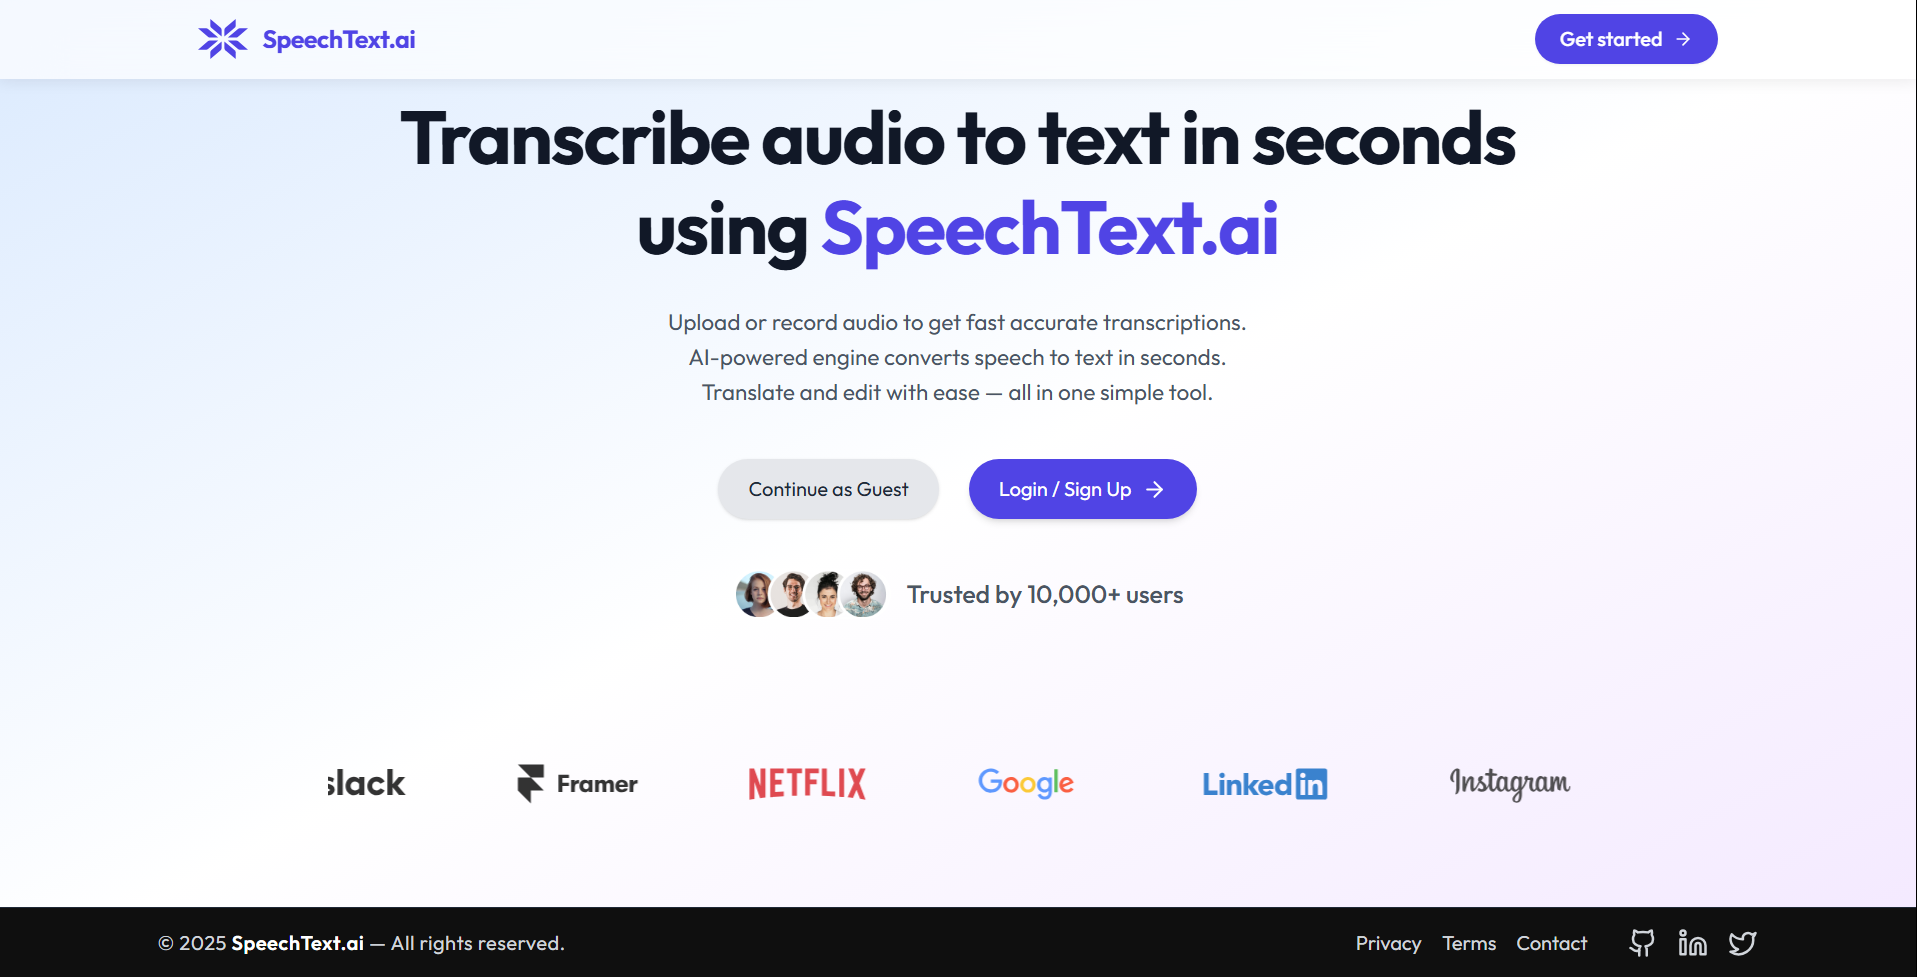 SpeechText.ai
Get started
Transcribe audio to text in seconds
using SpeechText.ai
Upload or record audio to get fast accurate transcriptions.
AI-powered engine converts speech to text in seconds.
Translate and edit with ease — all in one simple tool.
Continue as Guest
Login / Sign Up
Trusted by 10,000+ users
slack
Framer
NETFLIX
Google
Linkedin
Instagram
© 2025 SpeechText.ai — All rights reserved.
Privacy
Terms
Contact
in